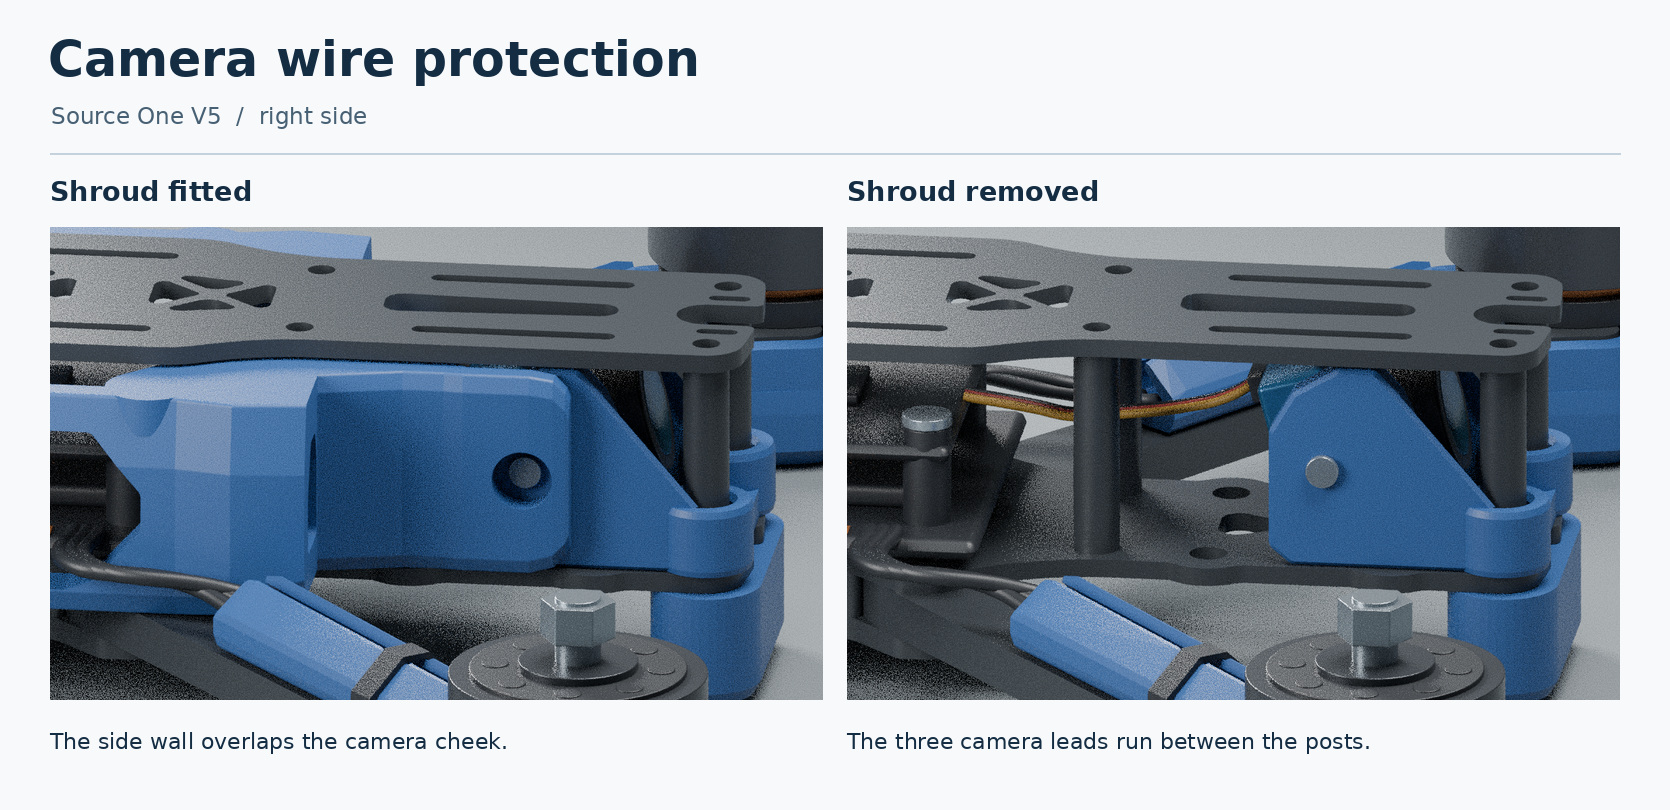 Camera wire protection
Source One V5 / right side
Shroud fitted
Shroud removed
The side wall overlaps the camera cheek.
The three camera leads run between the posts.